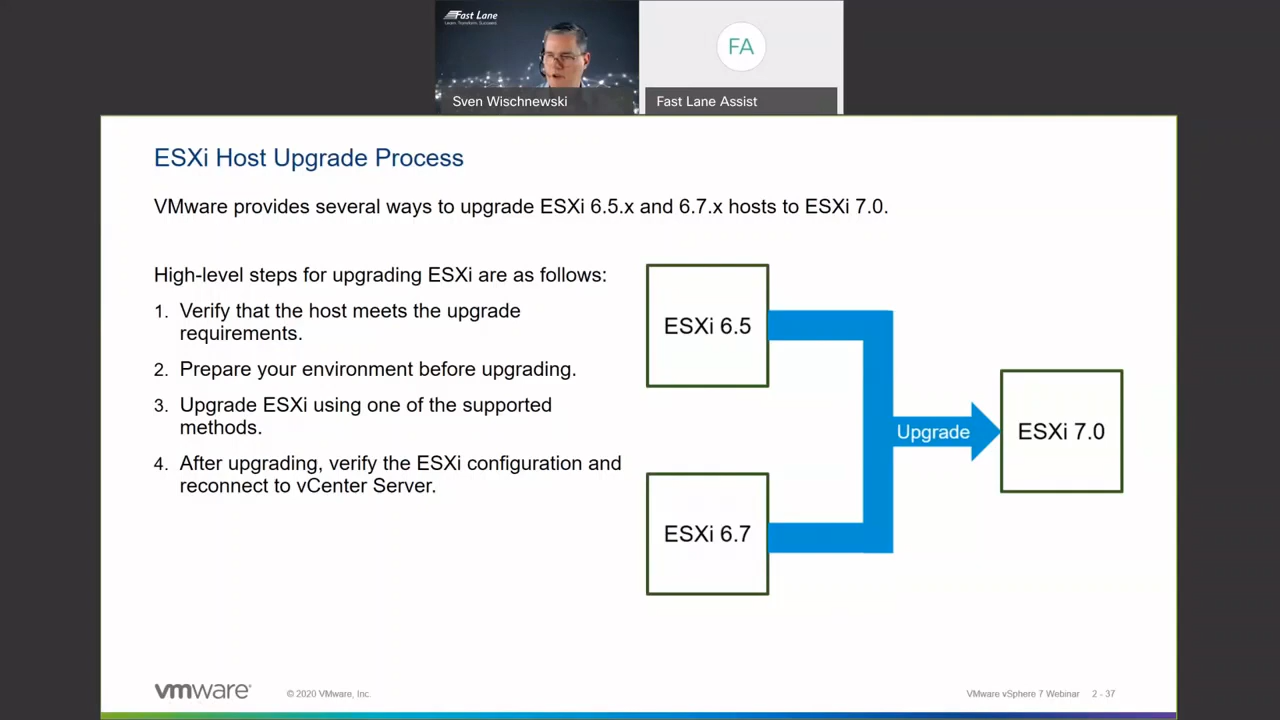 Fast Lane
Learn. Transform. Succeed.
FA
Sven Wischnewski
Fast Lane Assist
ESXi Host Upgrade Process
VMware provides several ways to upgrade ESXi 6.5.x and 6.7.x hosts to ESXi 7.0.
High-level steps for upgrading ESXi are as follows:
1. Verify that the host meets the upgrade
requirements.
2. Prepare your environment before upgrading.
3. Upgrade ESXi using one of the supported
methods.
4. After upgrading, verify the ESXi configuration and
reconnect to vCenter Server.
ESXi 6.5
Upgrade
ESXi 7.0
ESXi 6.7
vmware®
© 2020 VMware, Inc.
VMware vSphere 7 Webinar 2 - 37